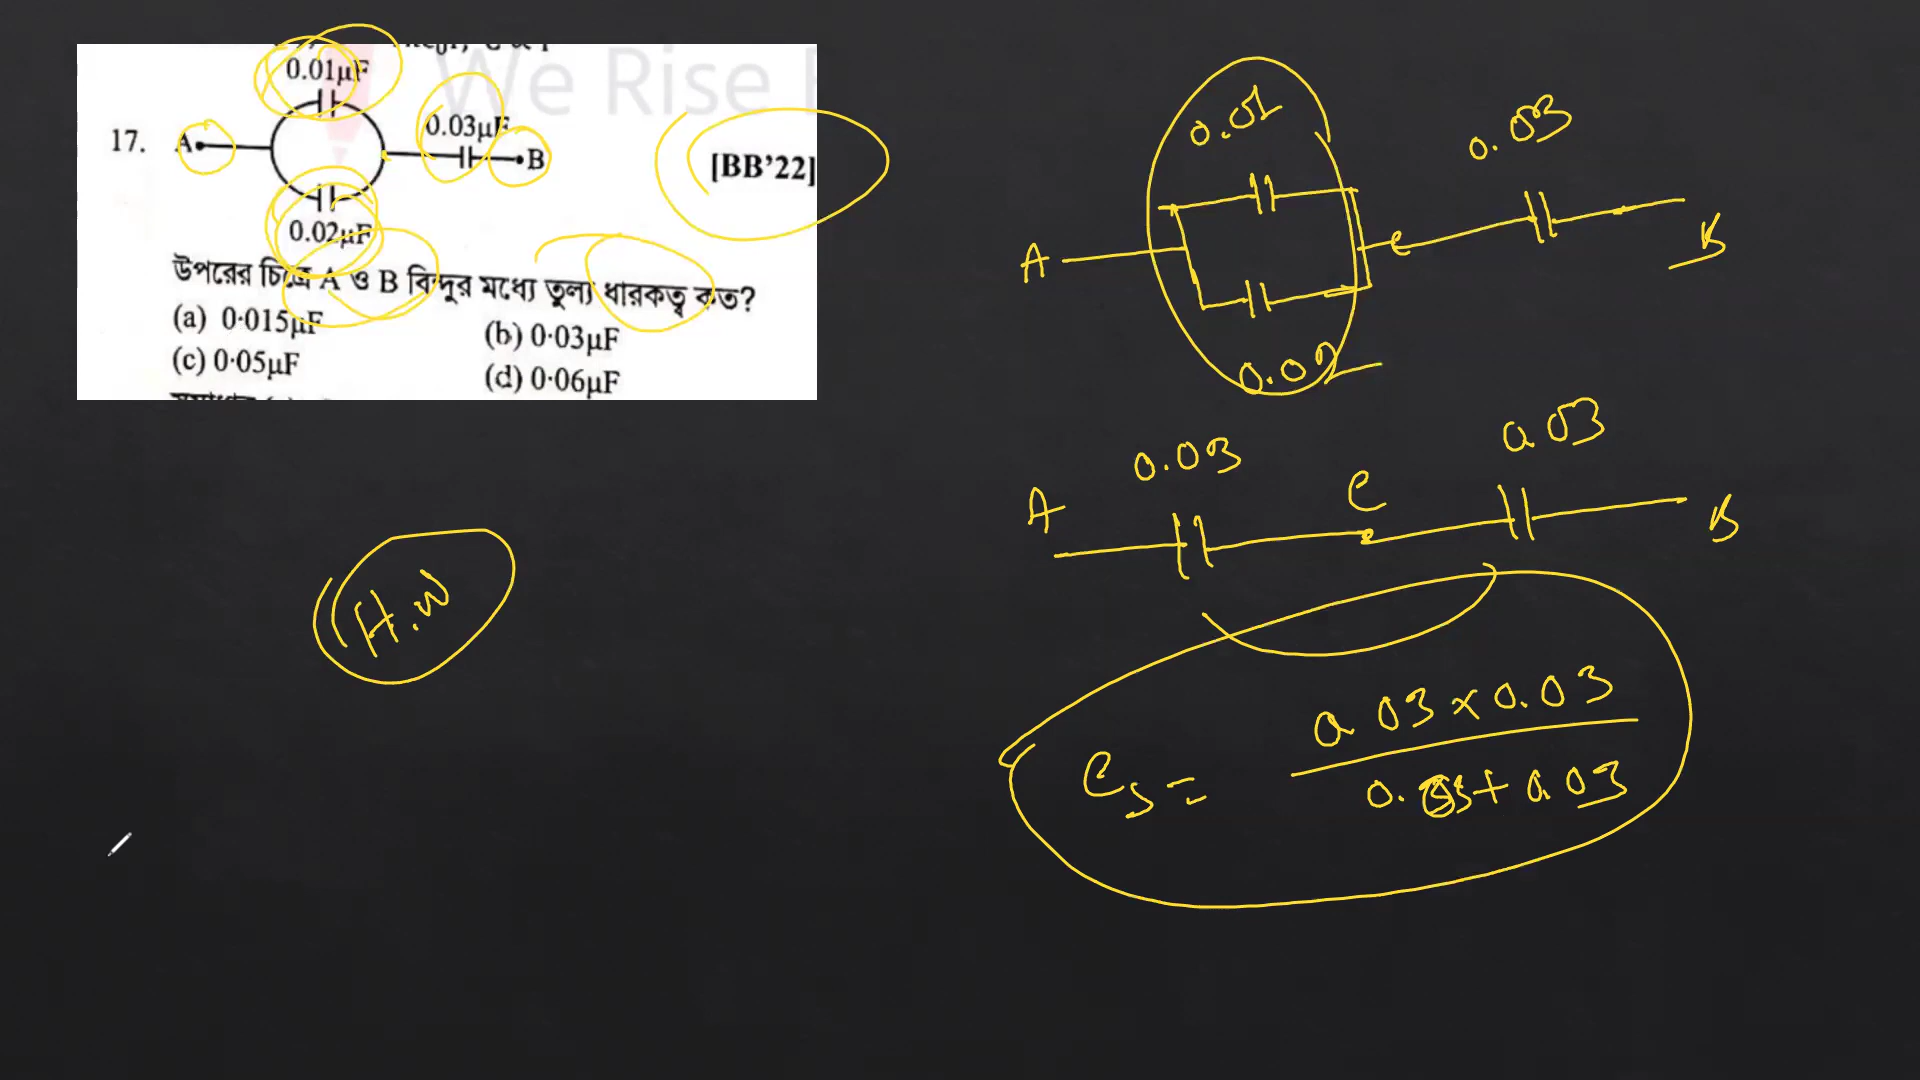 We Rise
0.01μF
0.03μF
17. A B [BB’22]
0.02μF
উপরের চিত্রে A ও B বিন্দুর মধ্যে তুল্য ধারকত্ব কত?
(a) 0·015μF (b) 0·03μF
(c) 0·05μF (d) 0·06μF
0.01
0.03
A C B
0.02
0.03 0.03
A C B
H.W
0.03 x 0.03
Cs =
0.03 + 0.03